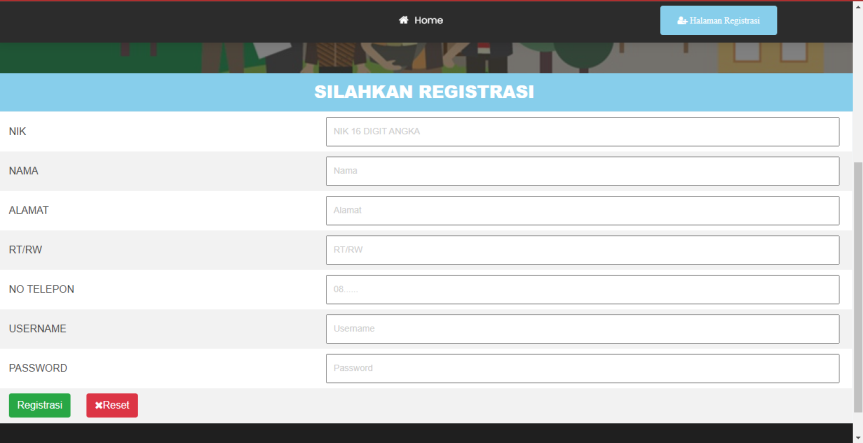 Home
Halaman Registrasi
SILAHKAN REGISTRASI
NIK
NIK 16 DIGIT ANGKA
NAMA
Nama
ALAMAT
Alamat
RT/RW
RT/RW
NO TELEPON
08.....
USERNAME
Username
PASSWORD
Password
Registrasi
Reset